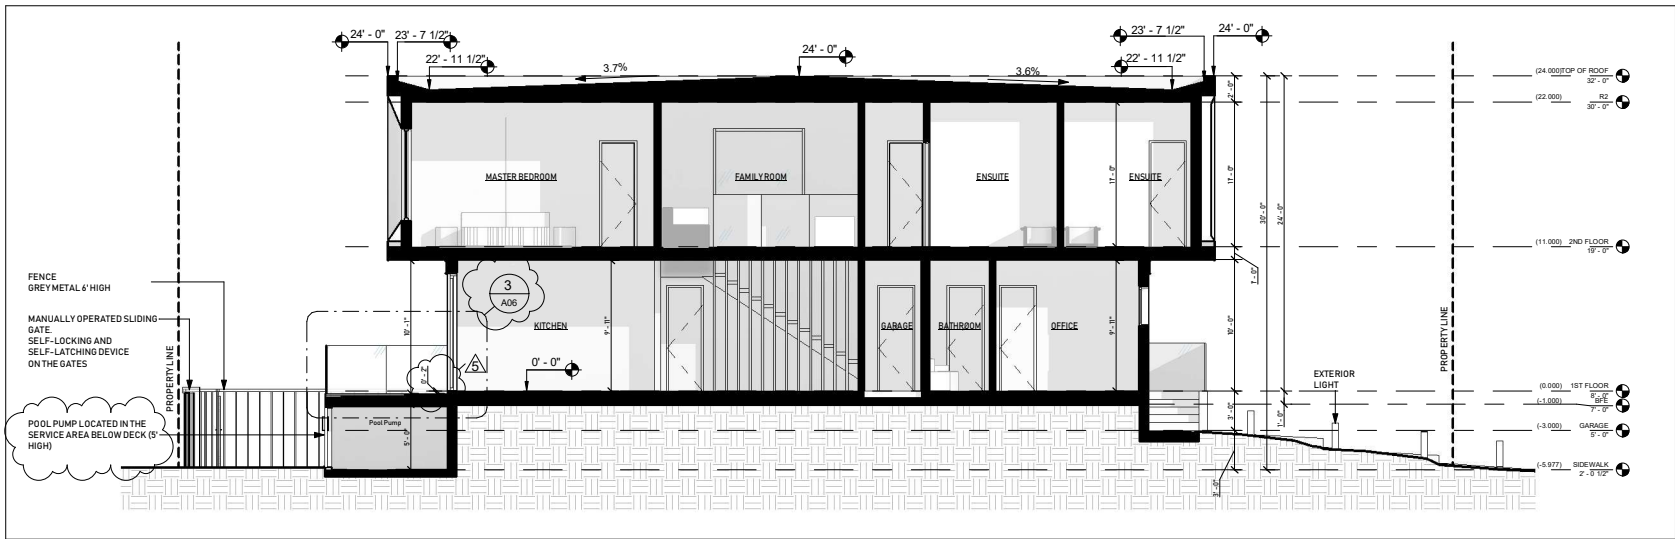 24' - 0"
23' - 7 1/2"
22' - 11 1/2"
3.7%
24' - 0"
3.6%
23' - 7 1/2"
22' - 11 1/2"
24' - 0"
(24.000)TOP OF ROOF
32' - 0"
(22.000) R2
30' - 0"
2' - 0"
MASTER BEDROOM
FAMILY ROOM
ENSUITE
ENSUITE
11' - 0"
11' - 0"
30' - 0"
24' - 0"
(11.000) 2ND FLOOR
19' - 0"
1' - 0"
FENCE
GREY METAL 6' HIGH
MANUALLY OPERATED SLIDING
GATE.
SELF-LOCKING AND
SELF-LATCHING DEVICE
ON THE GATES
PROPERTY LINE
3
A06
10' - 1"
KITCHEN
9' - 11"
GARAGE
BATHROOM
OFFICE
9' - 11"
10' - 0"
PROPERTY LINE
5
0' - 2"
0' - 0"
EXTERIOR
LIGHT
(0.000) 1ST FLOOR
8' - 0"
(-1.000) BFE
7' - 0"
POOL PUMP LOCATED IN THE
SERVICE AREA BELOW DECK (5'
HIGH)
Pool Pump
5' - 0"
3' - 0"
1' - 0"
(-3.000) GARAGE
5' - 0"
3' - 0"
(-5.977) SIDEWALK
2' - 0 1/2"